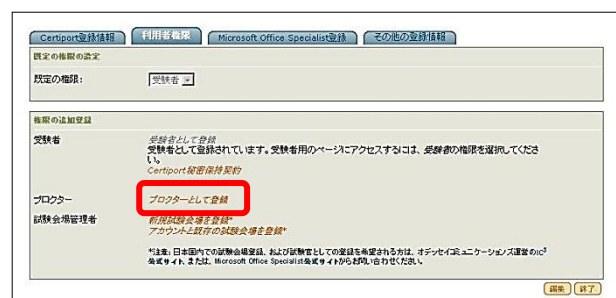 Certiport登録情報 利用者権限 Microsoft Office Specialist登録 その他の登録情報
既定の権限の設定
既定の権限: 受験者
権限の追加登録
受験者 受験者として登録
受験者として登録されています。受験者用のページにアクセスするには、受験者の権限を選択してくださ
い。
Certiport 秘密保持契約
プロクター プロクターとして登録
試験会場管理者 新規試験会場を登録*
アカウントと既存の試験会場を登録*
*注意: 日本国内での試験会場登録、および試験官としての登録を希望される方は、オデッセイコミュニケーションズ運営のIC³
公式サイト、または、Microsoft Office Specialist公式サイトからお問い合わせください。
編集 終了